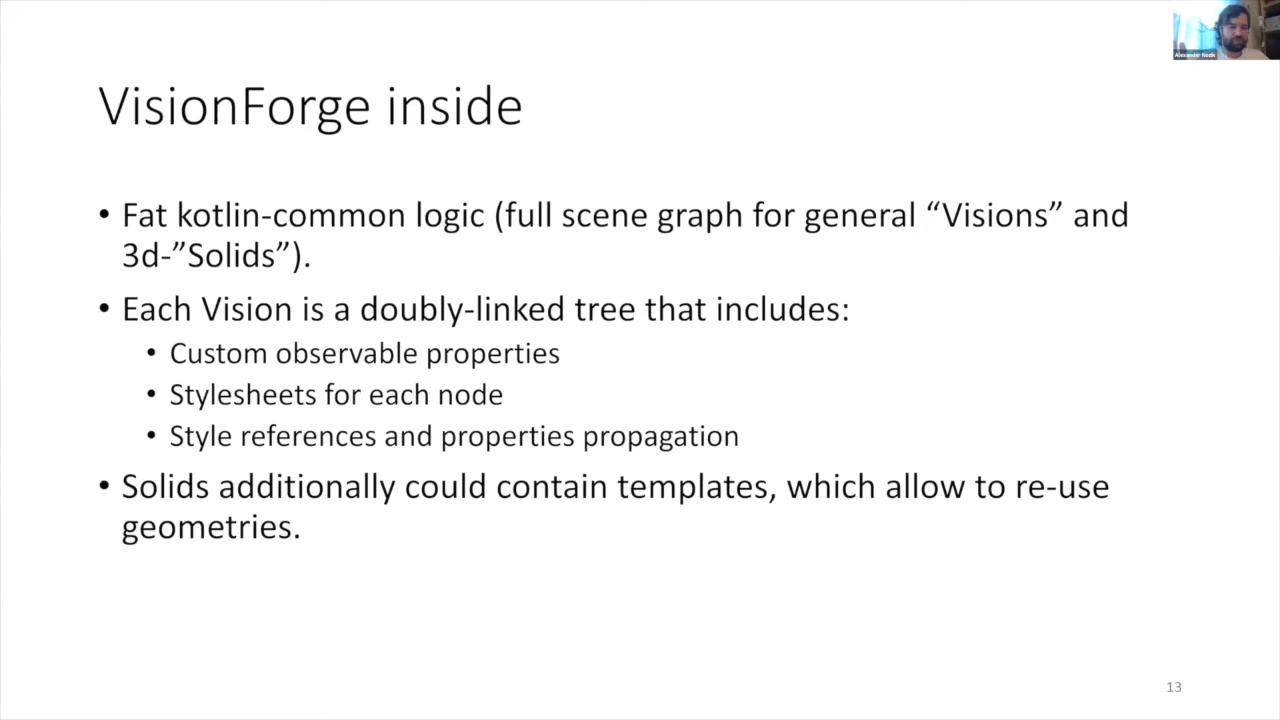 VisionForge inside
• Fat kotlin-common logic (full scene graph for general “Visions” and
3d-”Solids”).
• Each Vision is a doubly-linked tree that includes:
• Custom observable properties
• Stylesheets for each node
• Style references and properties propagation
• Solids additionally could contain templates, which allow to re-use
geometries.
13
Alexander Nozik